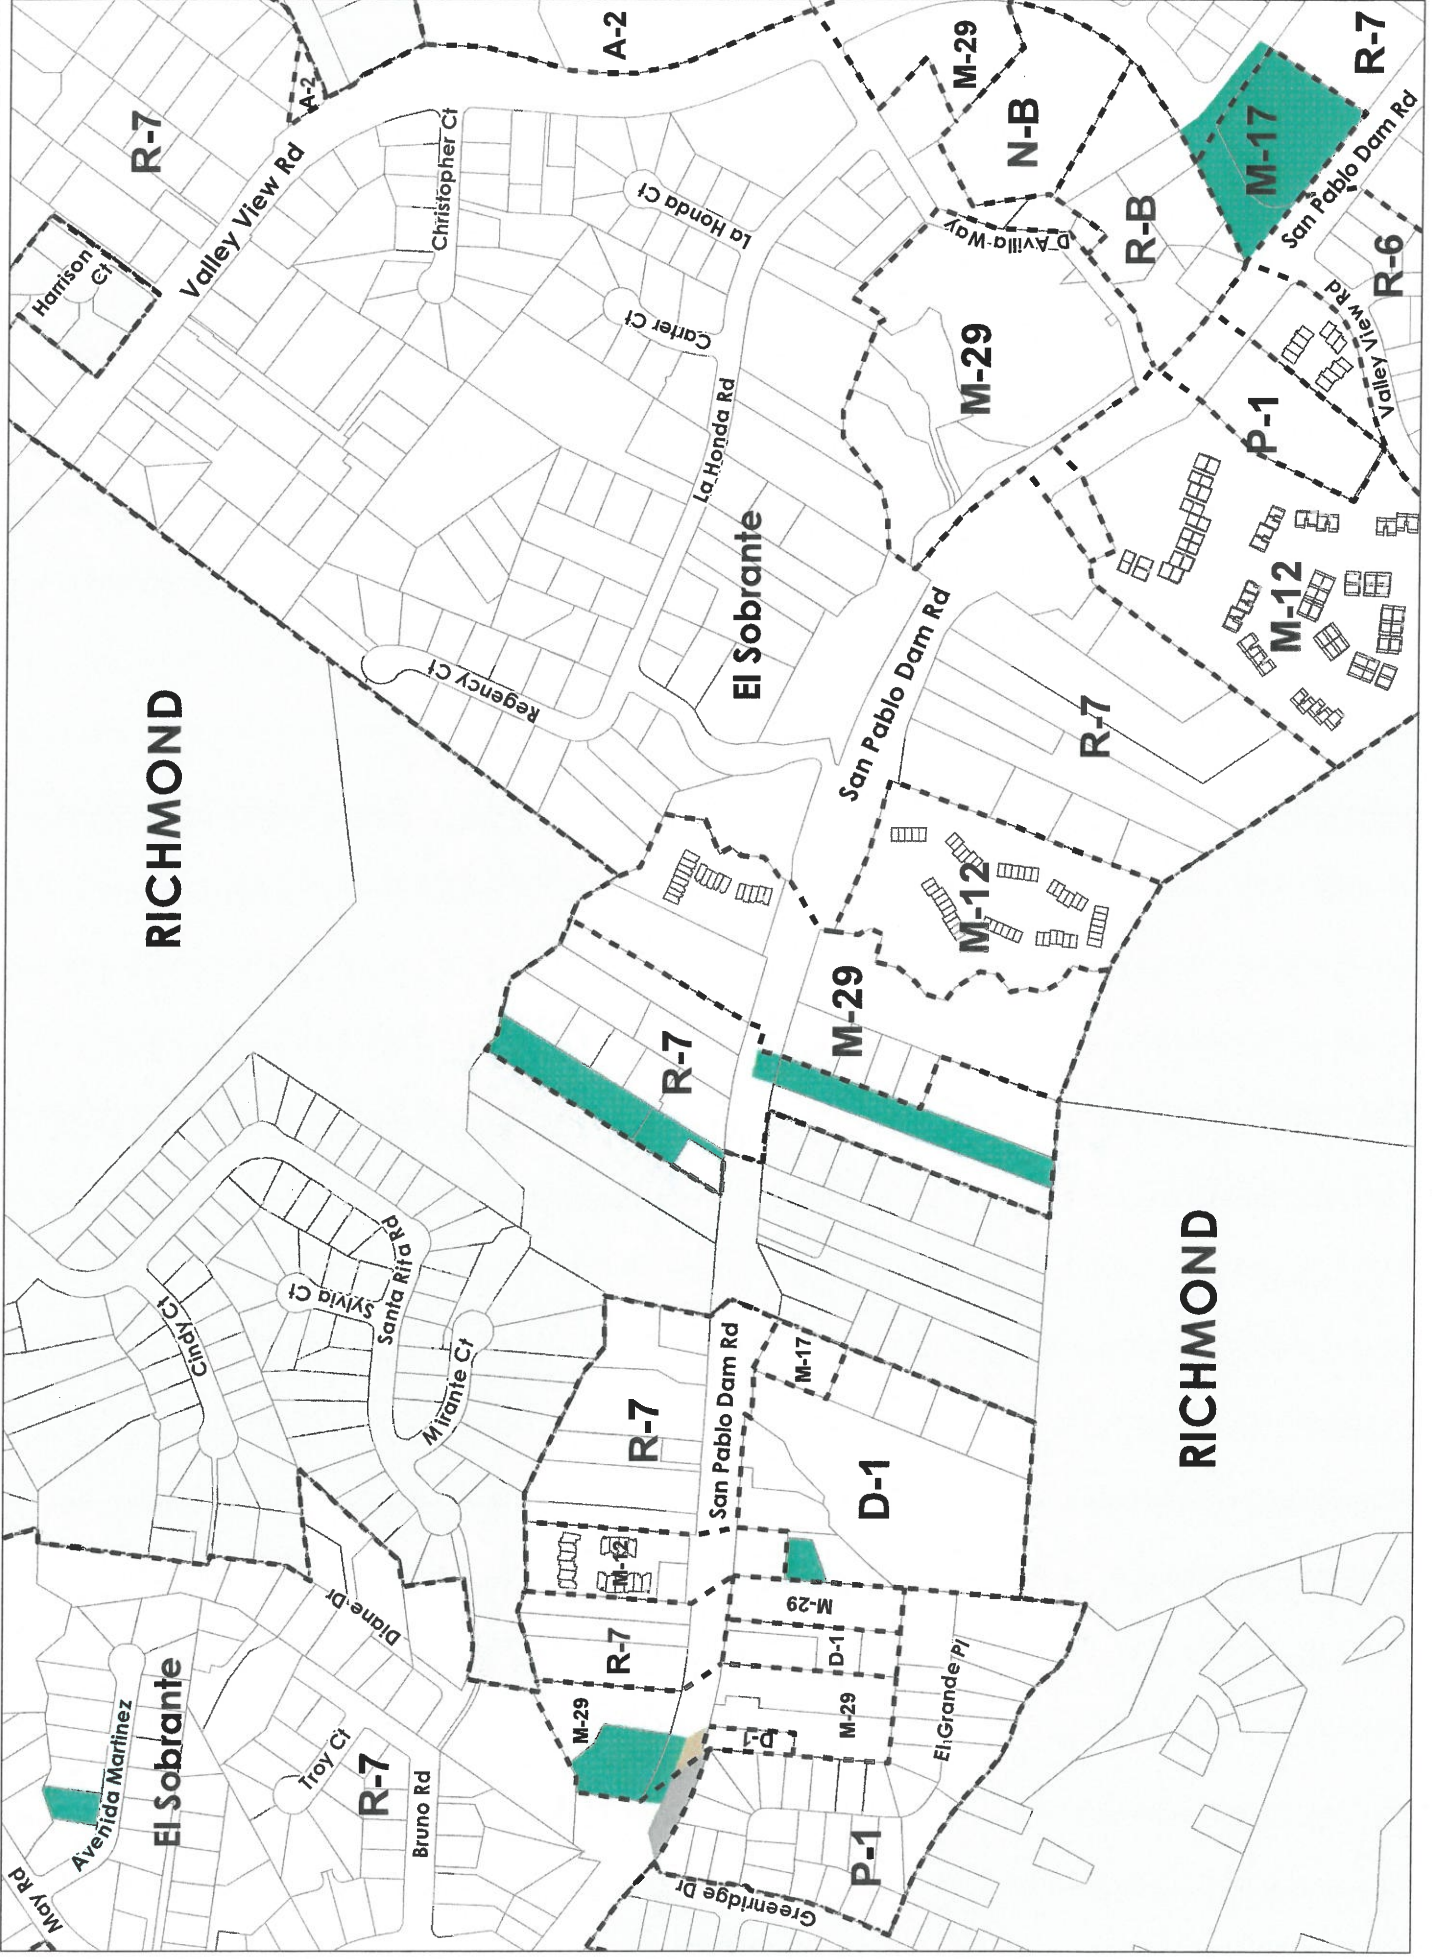 May Rd
Avenida Martinez
El Sobrante
Troy Ct
R-7
Bruno Rd
Diane Dr
Cindy Ct
Sylvia Ct
Santa Rita Rd
Mirante Ct
RICHMOND
Harrison
Ct
R-7
Valley View Rd
A-2
A-2
Christopher Ct
Regency Ct
Carter Ct
La Honda Ct
La Honda Rd
El Sobrante
M-29
R-7
M-12
R-7
San Pablo Dam Rd
R-7
M-29
D-1
M-29
D-1
M-29
M-17
D-1
Greenridge Dr
P-1
El Grande Pl
RICHMOND
M-29
M-12
San Pablo Dam Rd
R-7
M-12
M-29
D'Avilla Way
N-B
M-29
R-B
M-17
San Pablo Dam Rd
P-1
Valley View Rd
R-6
R-7